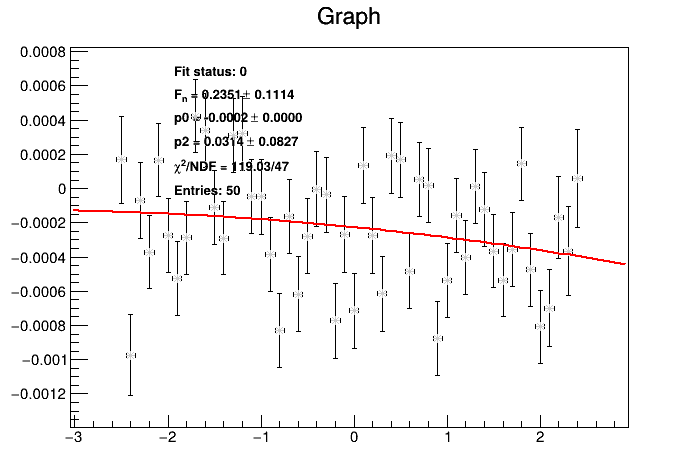 Graph
0.0008
0.0006
0.0004
0.0002
0
−0.0002
−0.0004
−0.0006
−0.0008
−0.001
−0.0012
Fit status: 0
Fn = 0.2351± 0.1114
p0 = -0.0002 ± 0.0000
p2 = 0.0314 ± 0.0827
χ²/NDF = 119.03/47
Entries: 50
−3 −2 −1 0 1 2